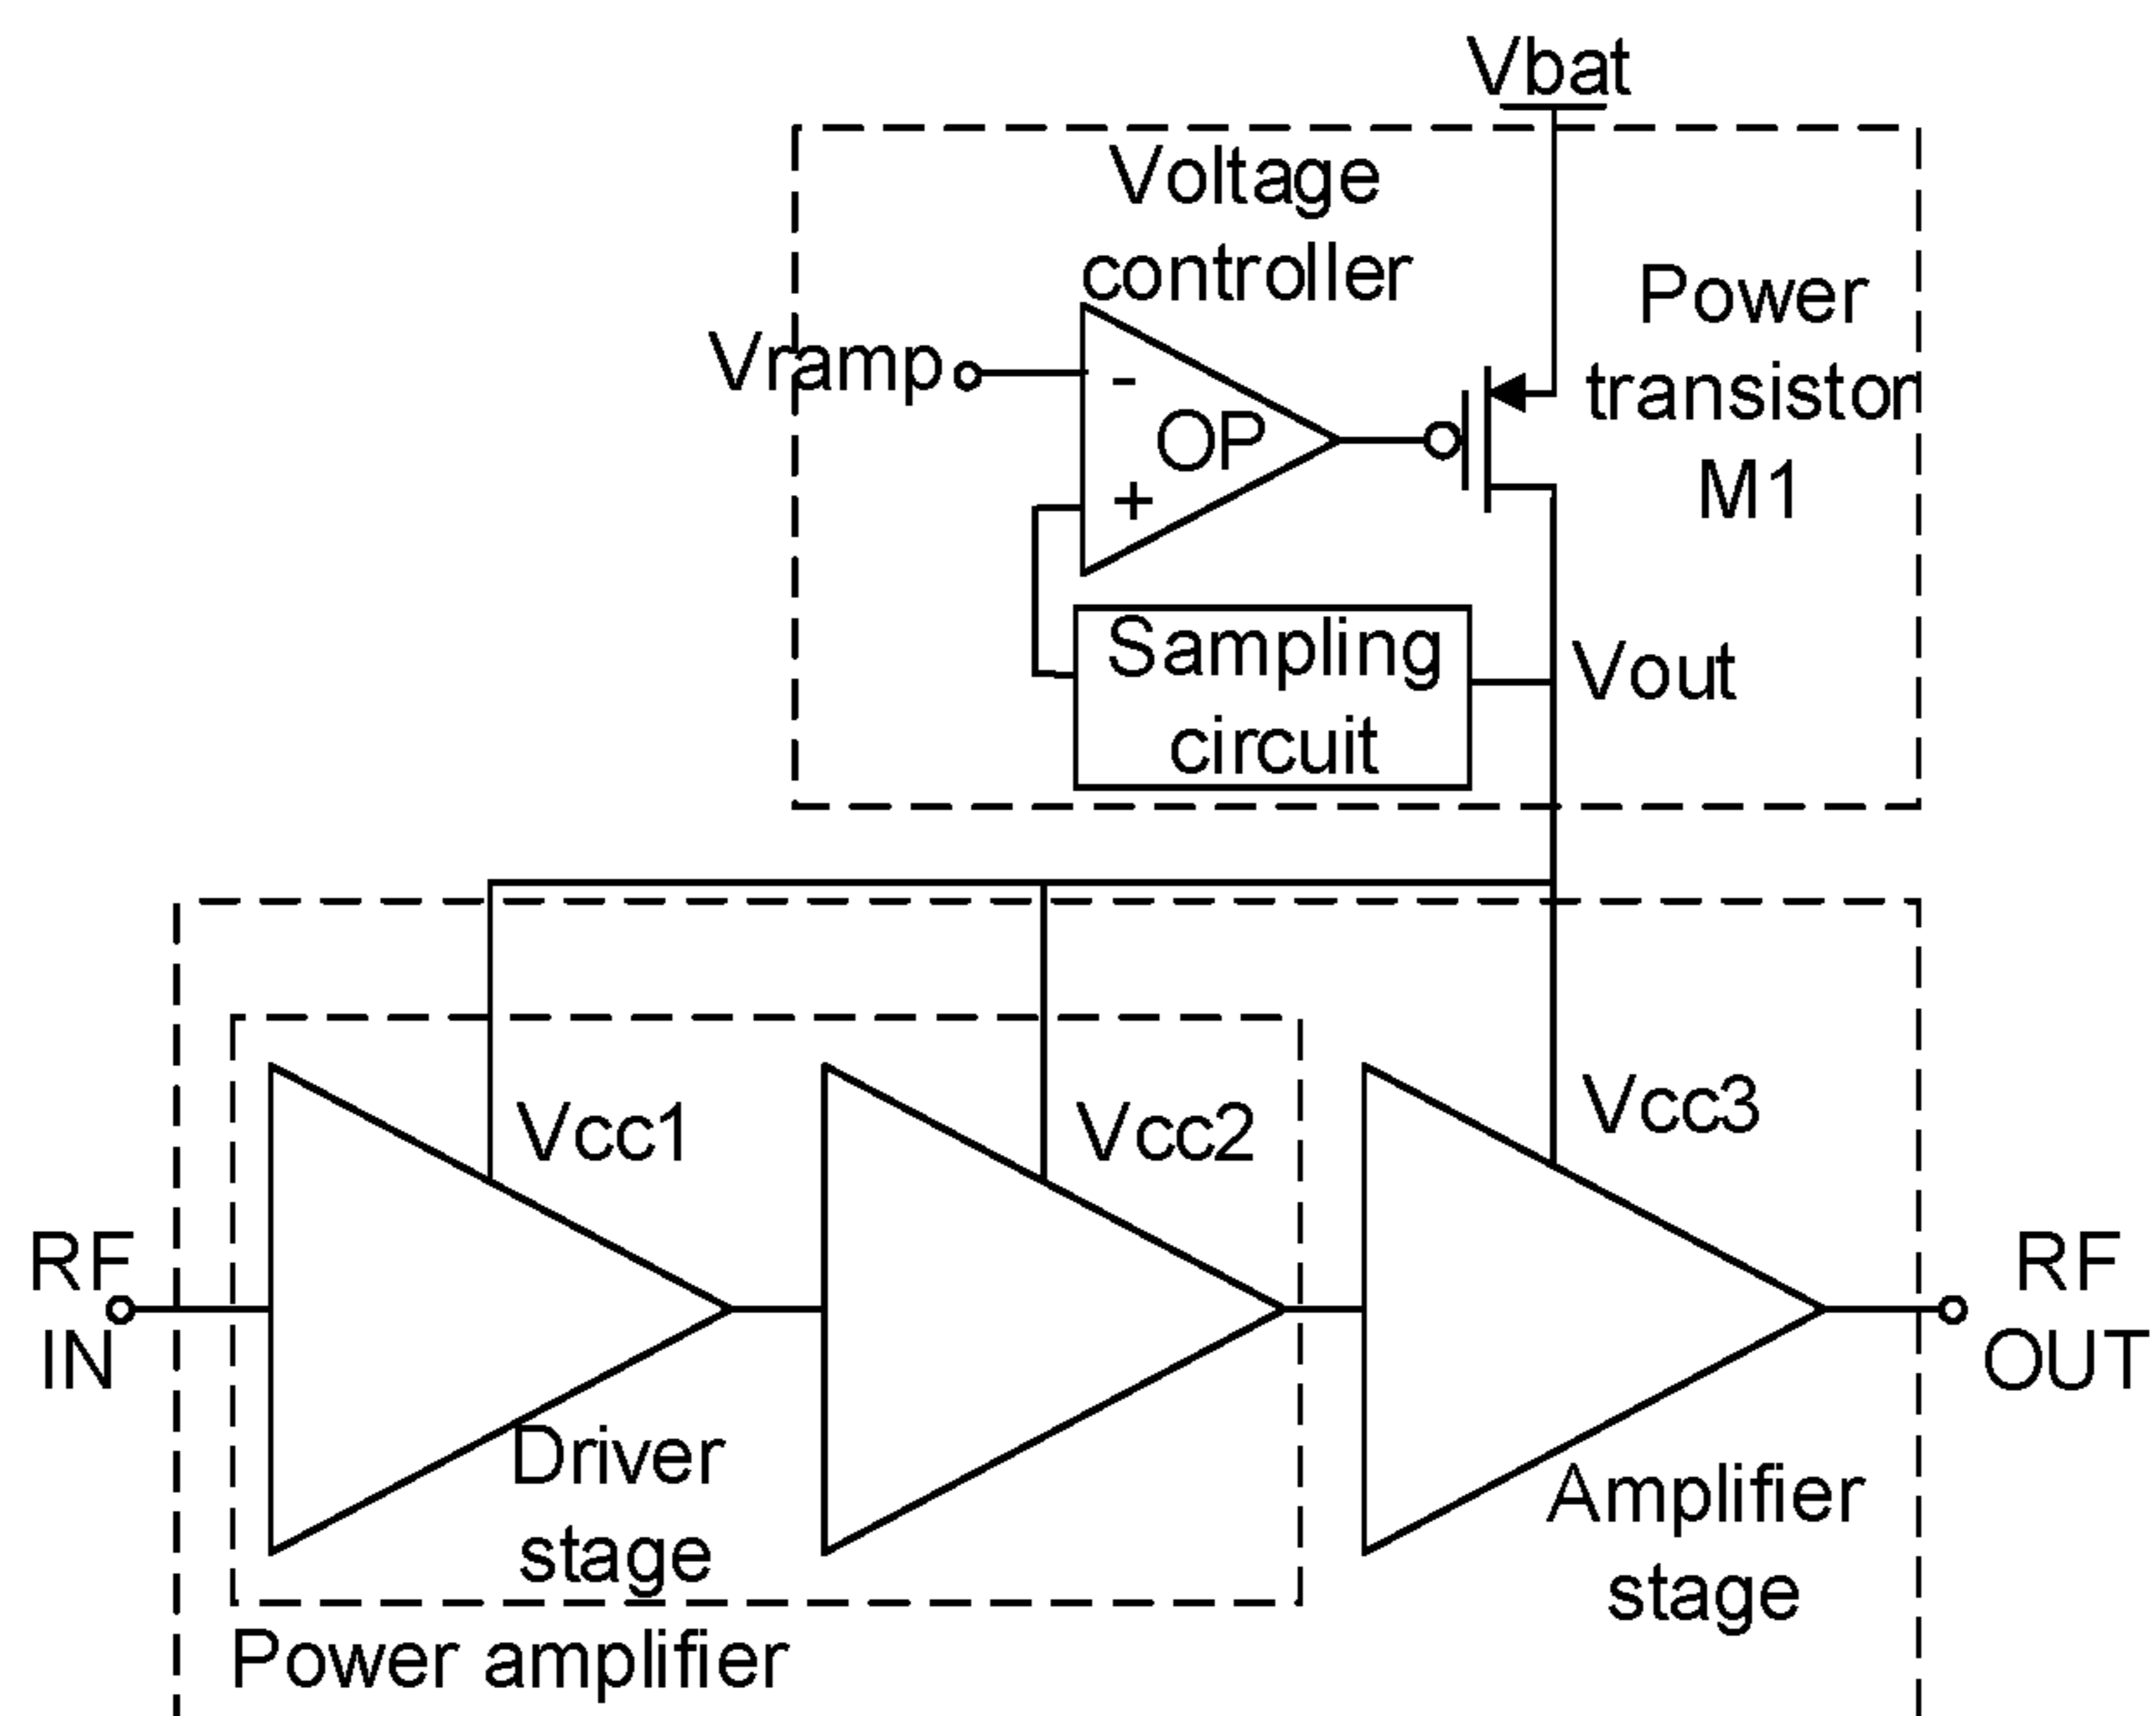 Vbat
Voltage
controller
Power
transistor
M1
Vramp
-
OP
+
Sampling
circuit
Vout
Vcc1
Vcc2
Vcc3
RF
IN
RF
OUT
Driver
stage
Amplifier
stage
Power amplifier